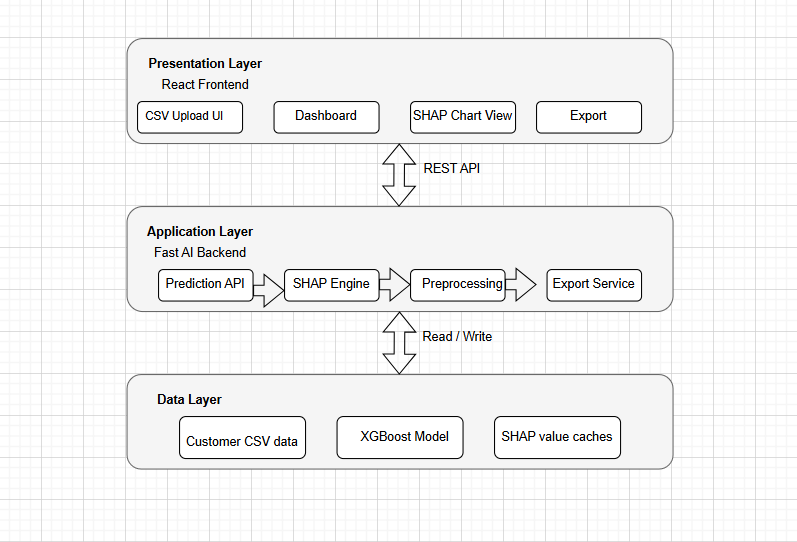 Presentation Layer
React Frontend
CSV Upload UI
Dashboard
SHAP Chart View
Export
REST API
Application Layer
Fast AI Backend
Prediction API
SHAP Engine
Preprocessing
Export Service
Read / Write
Data Layer
Customer CSV data
XGBoost Model
SHAP value caches